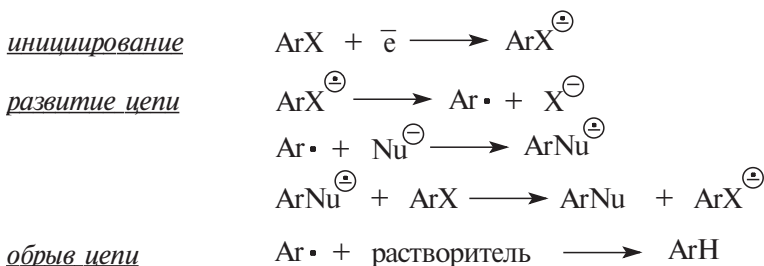 инициирование ArX + e̅ ⟶ ArX⊖̇
развитие цепи ArX⊖̇ ⟶ Ar• + X⊖
Ar• + Nu⊖ ⟶ ArNu⊖̇
ArNu⊖̇ + ArX ⟶ ArNu + ArX⊖̇
обрыв цепи Ar• + растворитель ⟶ ArH